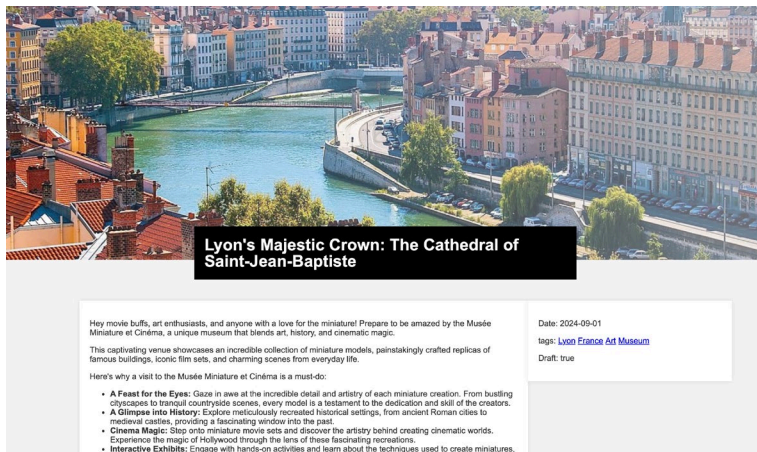 Lyon's Majestic Crown: The Cathedral of
Saint-Jean-Baptiste
Hey movie buffs, art enthusiasts, and anyone with a love for the miniature! Prepare to be amazed by the Musée
Miniature et Cinéma, a unique museum that blends art, history, and cinematic magic.
This captivating venue showcases an incredible collection of miniature models, painstakingly crafted replicas of
famous buildings, iconic film sets, and charming scenes from everyday life.
Here's why a visit to the Musée Miniature et Cinéma is a must-do:
• A Feast for the Eyes: Gaze in awe at the incredible detail and artistry of each miniature creation. From bustling
cityscapes to tranquil countryside scenes, every model is a testament to the dedication and skill of the creators.
• A Glimpse into History: Explore meticulously recreated historical settings, from ancient Roman cities to
medieval castles, providing a fascinating window into the past.
• Cinema Magic: Step onto miniature movie sets and discover the artistry behind creating cinematic worlds.
Experience the magic of Hollywood through the lens of these fascinating recreations.
• Interactive Exhibits: Engage with hands-on activities and learn about the techniques used to create miniatures.
Date: 2024-09-01
tags: Lyon France Art Museum
Draft: true